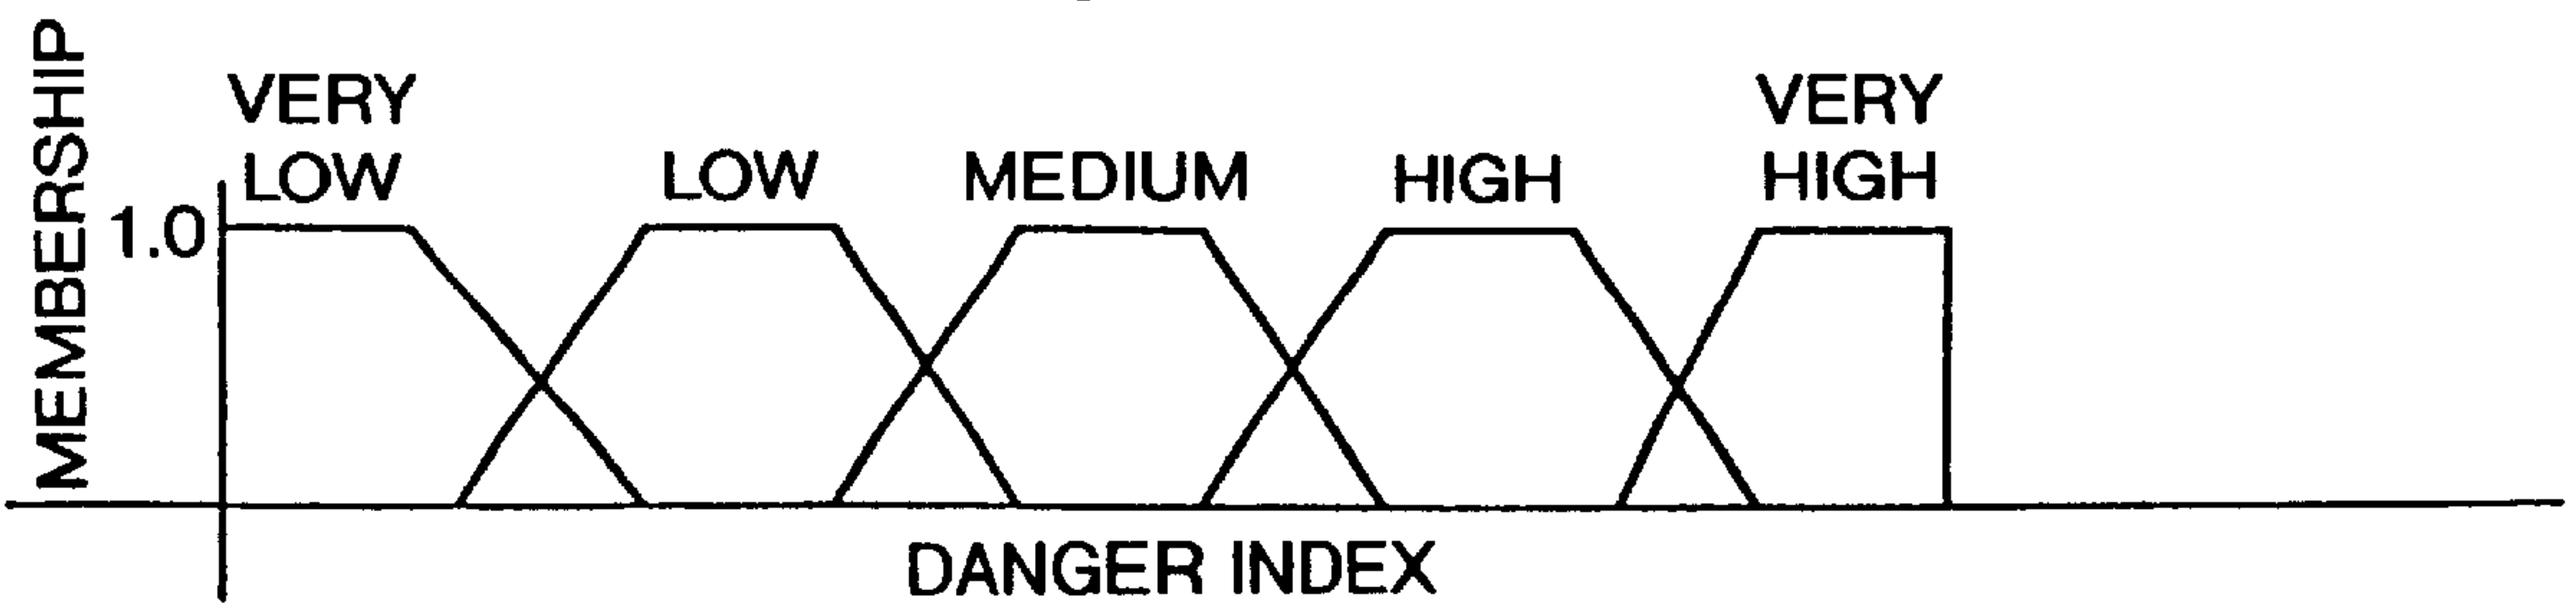 MEMBERSHIP
VERY
LOW
LOW
MEDIUM
HIGH
VERY
HIGH
1.0
DANGER INDEX